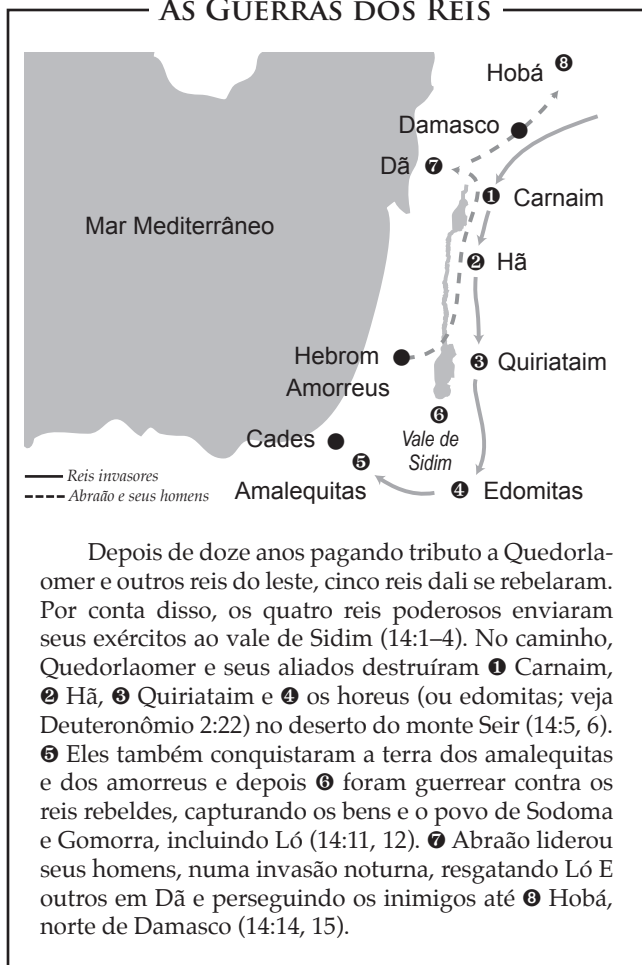 As Guerras dos Reis
Hobá ❽
Damasco
Dã ❼
❶ Carnaim
Mar Mediterrâneo
❷ Hã
Hebrom
❸ Quiriataim
Amorreus
❻
Cades
Vale de
Sidim
❺
Reis invasores
Abraão e seus homens
Amalequitas
❹ Edomitas
Depois de doze anos pagando tributo a Quedorla-
omer e outros reis do leste, cinco reis dali se rebelaram.
Por conta disso, os quatro reis poderosos enviaram
seus exércitos ao vale de Sidim (14:1–4). No caminho,
Quedorlaomer e seus aliados destruíram ❶ Carnaim,
❷ Hã, ❸ Quiriataim e ❹ os horeus (ou edomitas; veja
Deuteronômio 2:22) no deserto do monte Seir (14:5, 6).
❺ Eles também conquistaram a terra dos amalequitas
e dos amorreus e depois ❻ foram guerrear contra os
reis rebeldes, capturando os bens e o povo de Sodoma
e Gomorra, incluindo Ló (14:11, 12). ❼ Abraão liderou
seus homens, numa invasão noturna, resgatando Ló E
outros em Dã e perseguindo os inimigos até ❽ Hobá,
norte de Damasco (14:14, 15).